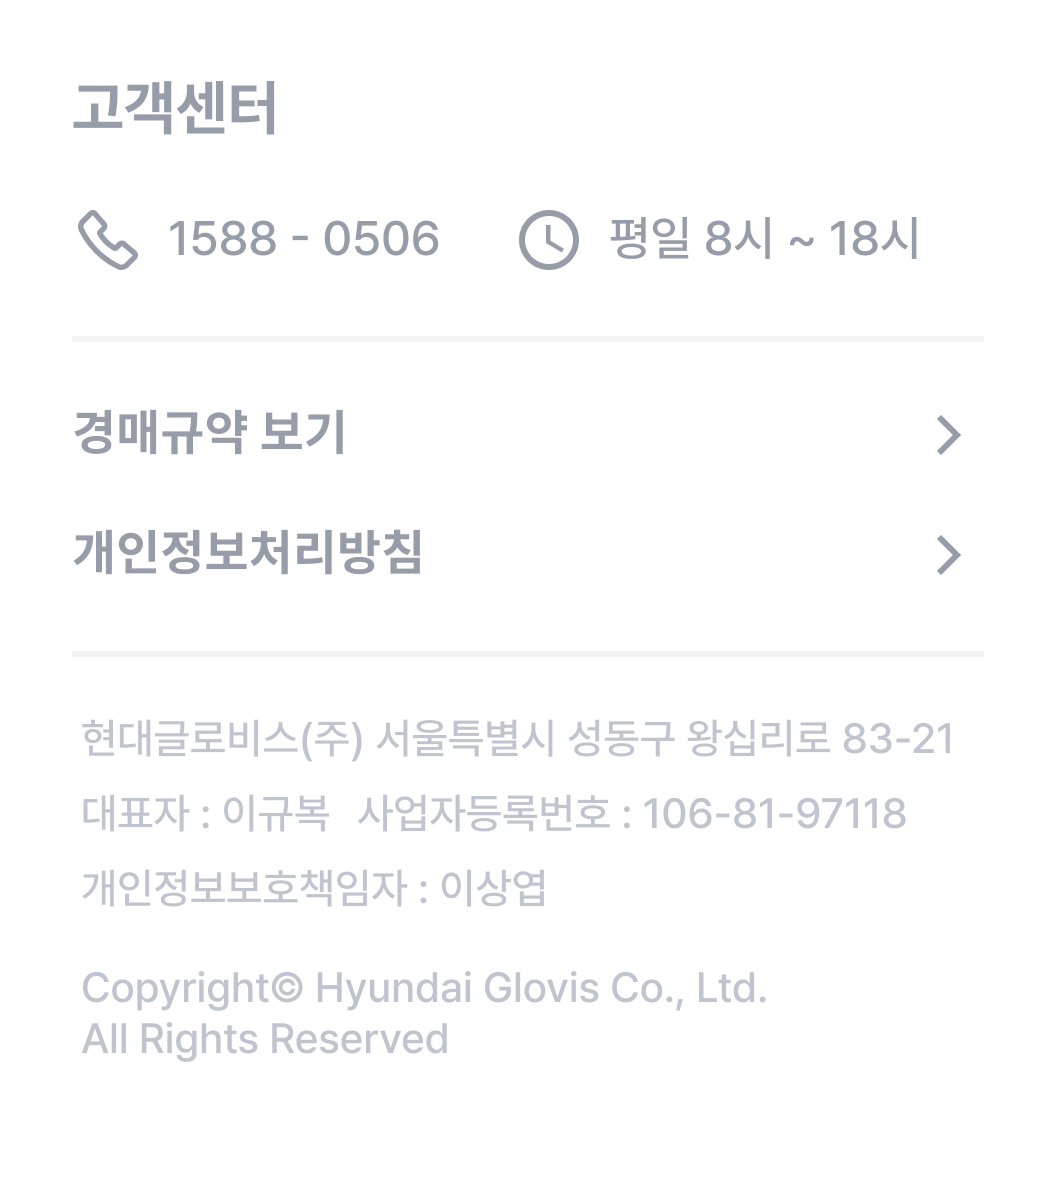 고객센터
1588 - 0506 평일 8시 ~ 18시
경매규약 보기
개인정보처리방침
현대글로비스(주) 서울특별시 성동구 왕십리로 83-21
대표자 : 이규복 사업자등록번호 : 106-81-97118
개인정보보호책임자 : 이상엽
Copyright© Hyundai Glovis Co., Ltd.
All Rights Reserved